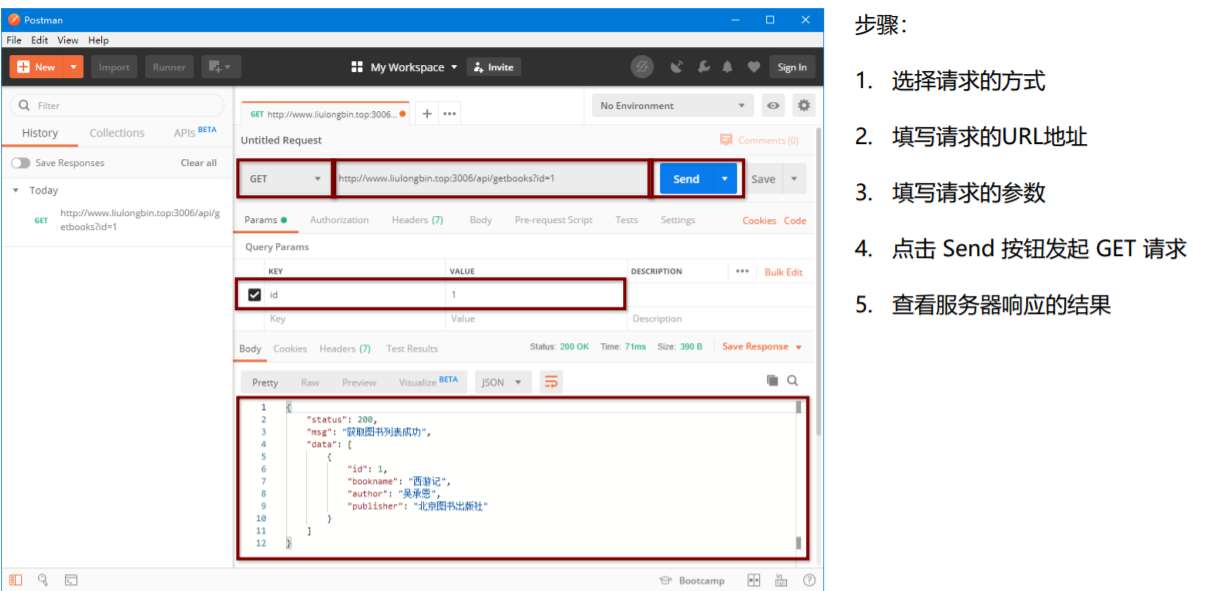 Postman
File Edit View Help
New Import Runner My Workspace Invite Sign In
Filter
History Collections APIs BETA
Save Responses Clear all
Today
GET http://www.liulongbin.top:3006/api/g
etbooks?id=1
GET http://www.liulongbin.top:3006... + ••• No Environment
Untitled Request Comments (0)
GET http://www.liulongbin.top:3006/api/getbooks?id=1 Send Save
Params Authorization Headers (7) Body Pre-request Script Tests Settings Cookies Code
Query Params
KEY VALUE DESCRIPTION ••• Bulk Edit
id 1
Key Value Description
Body Cookies Headers (7) Test Results Status: 200 OK Time: 71ms Size: 390 B Save Response
Pretty Raw Preview Visualize BETA JSON
1 {
2 "status": 200,
3 "msg": "获取图书列表成功",
4 "data": [
5 {
6 "id": 1,
7 "bookname": "西游记",
8 "author": "吴承恩",
9 "publisher": "北京图书出版社"
10 }
11 ]
12 }
Bootcamp
步骤：
1. 选择请求的方式
2. 填写请求的URL地址
3. 填写请求的参数
4. 点击 Send 按钮发起 GET 请求
5. 查看服务器响应的结果